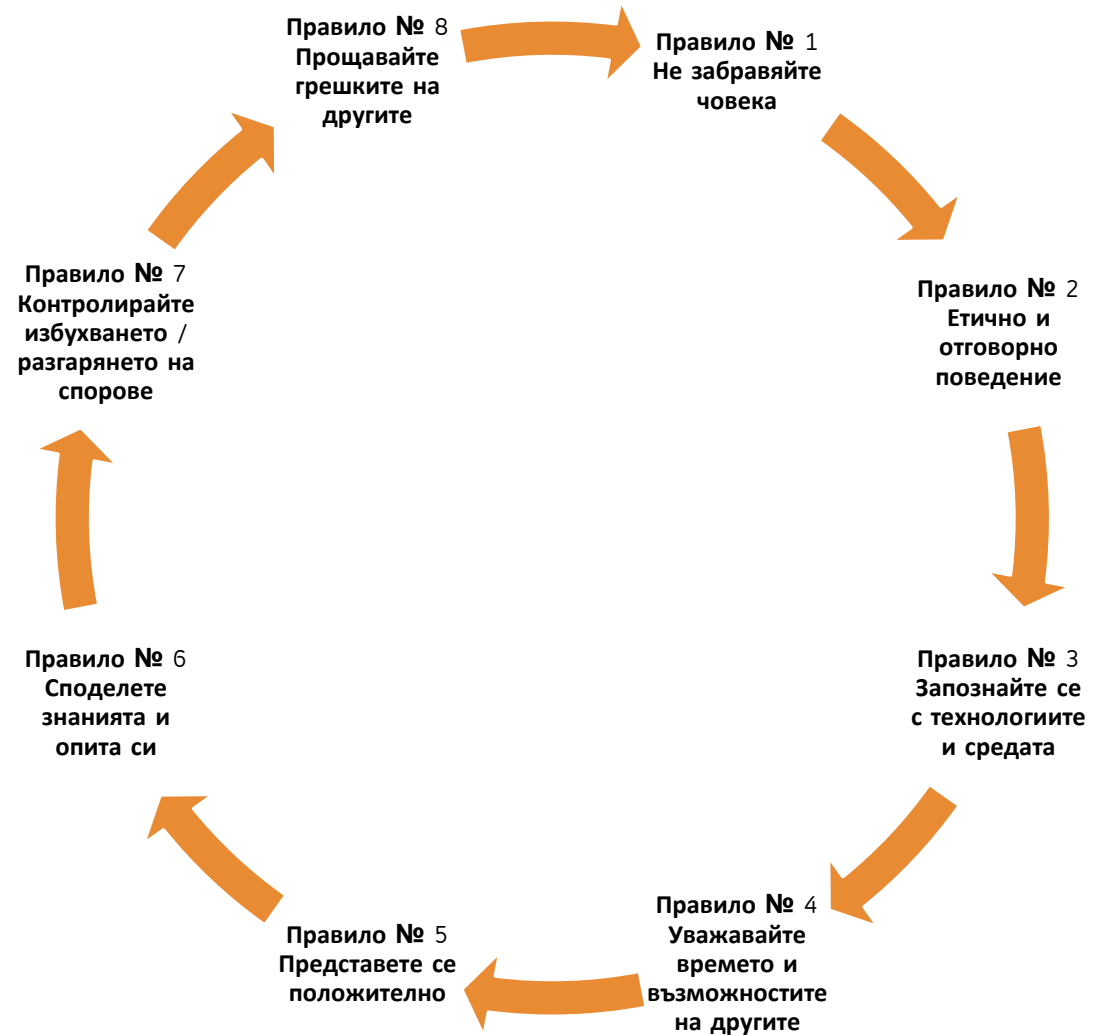 Правило № 1
Не забравяйте
човека
Правило № 2
Етично и
отговорно
поведение
Правило № 3
Запознайте се
с технологиите
и средата
Правило № 4
Уважавайте
времето и
възможностите
на другите
Правило № 5
Представете се
положително
Правило № 6
Споделете
знанията и
опита си
Правило № 7
Контролирайте
избухването /
разгарянето на
спорове
Правило № 8
Прощавайте
грешките на
другите